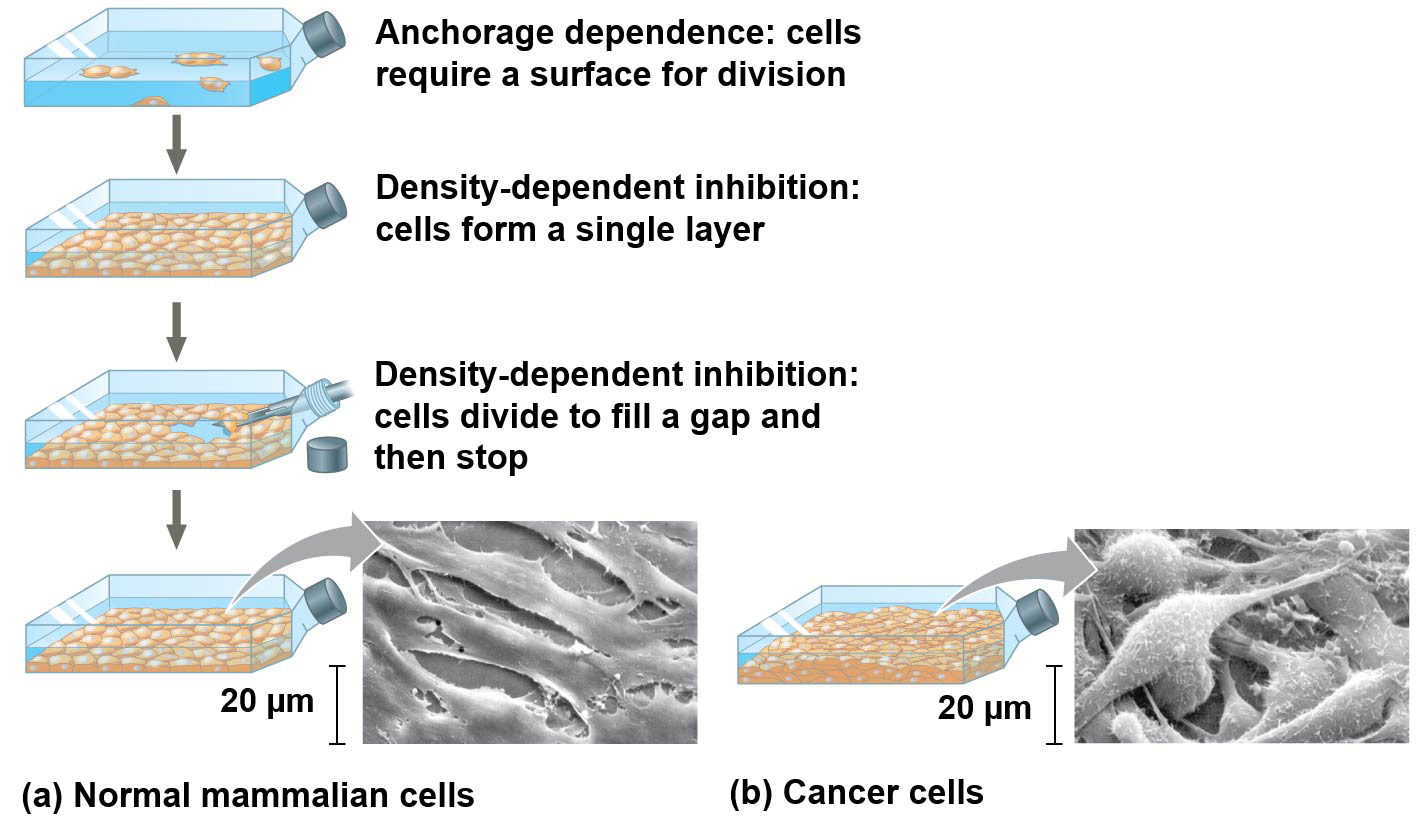 Anchorage dependence: cells
require a surface for division
Density-dependent inhibition:
cells form a single layer
Density-dependent inhibition:
cells divide to fill a gap and
then stop
20 µm
20 µm
(a) Normal mammalian cells
(b) Cancer cells